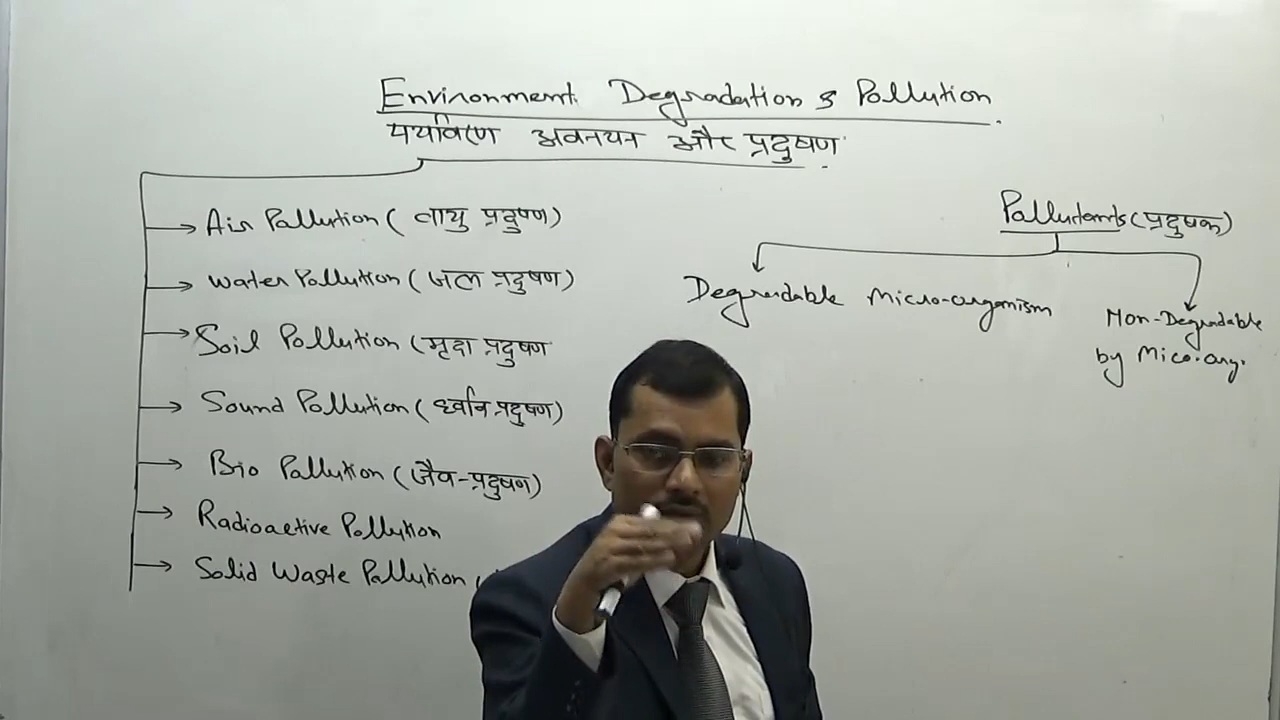 Environment Degradation & Pollution
पर्यावरण अवनयन और प्रदुषण
Air Pollution (वायु प्रदुषण)
Water Pollution (जल प्रदुषण)
Soil Pollution (मृदा प्रदुषण
Sound Pollution (ध्वनि प्रदुषण)
Bio Pollution (जैव-प्रदुषण)
Radioactive Pollution
Solid Waste Pollution (
Pollutants (प्रदुषक)
Degradable Micro-organism
Non-Degradable
by Mico.org.